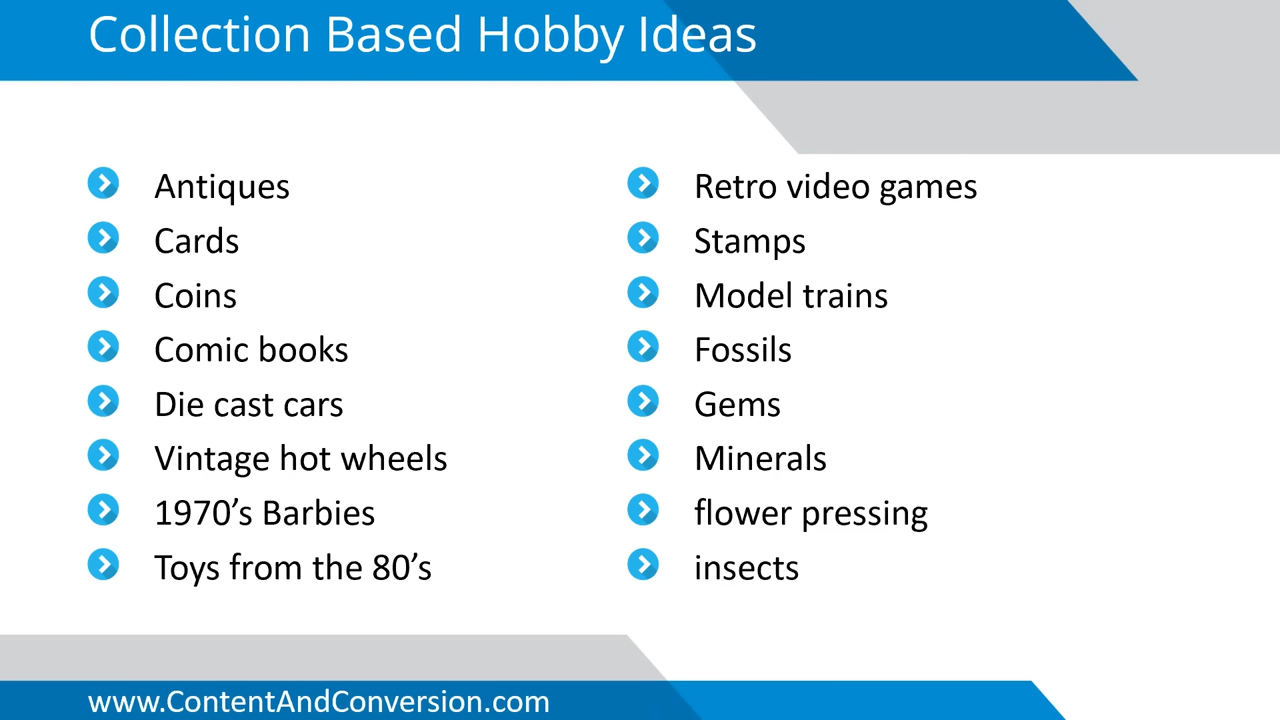 Collection Based Hobby Ideas
Antiques
Cards
Coins
Comic books
Die cast cars
Vintage hot wheels
1970’s Barbies
Toys from the 80’s
Retro video games
Stamps
Model trains
Fossils
Gems
Minerals
flower pressing
insects
www.ContentAndConversion.com